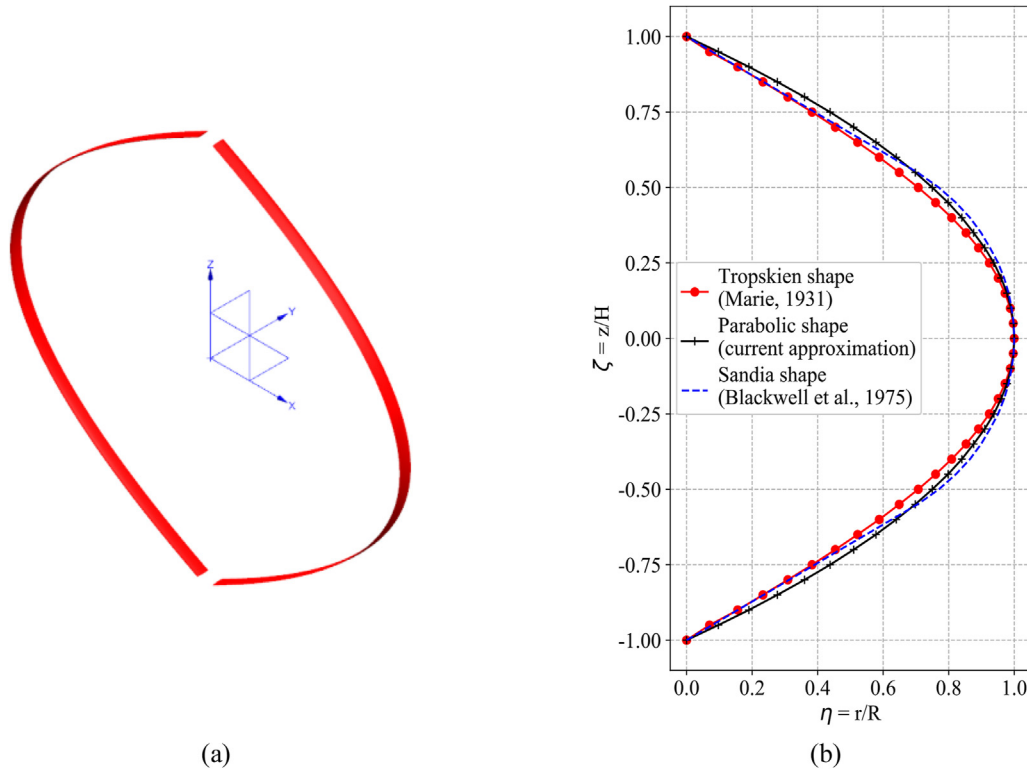 Z
Y
X
(a)
1.00
0.75
0.50
0.25
0.00
-0.25
-0.50
-0.75
-1.00
ζ = z/H
Tropskien shape
(Marie, 1931)
Parabolic shape
(current approximation)
Sandia shape
(Blackwell et al., 1975)
0.0 0.2 0.4 0.6 0.8 1.0
η = r/R
(b)